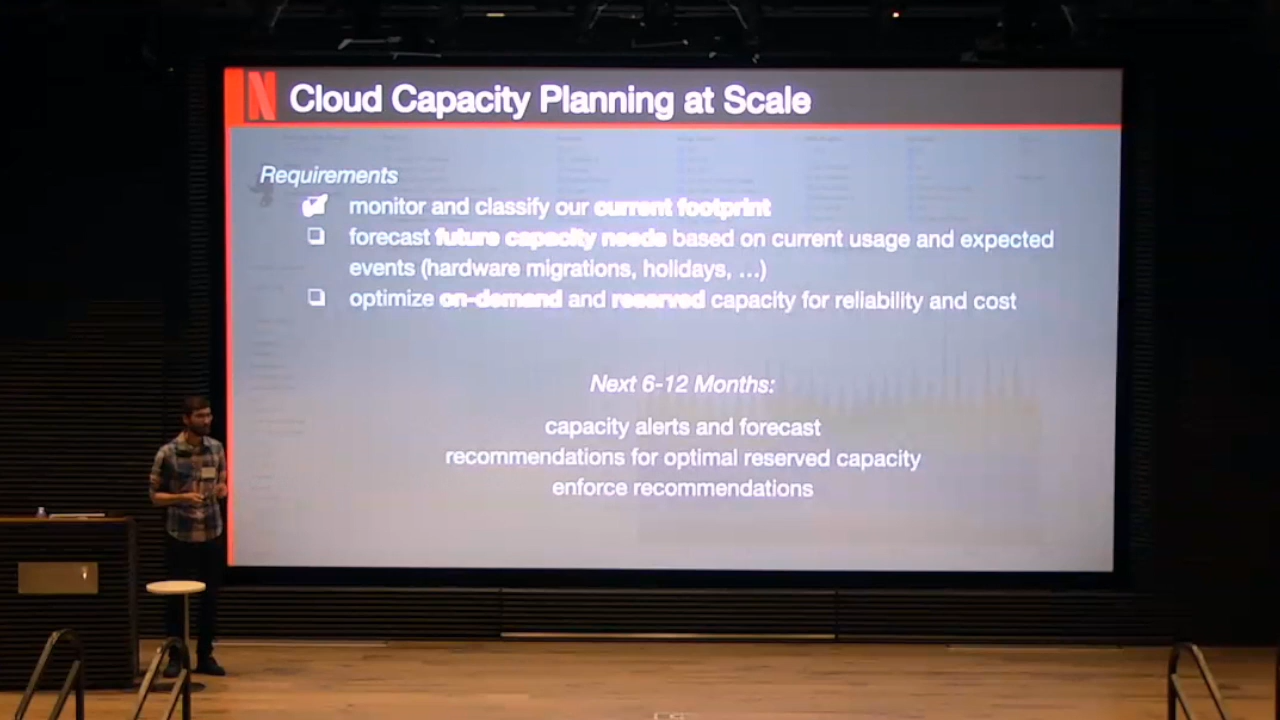 N Cloud Capacity Planning at Scale
Requirements
monitor and classify our current footprint
forecast future capacity needs based on current usage and expected
events (hardware migrations, holidays, ...)
optimize on-demand and reserved capacity for reliability and cost
Next 6-12 Months:
capacity alerts and forecast
recommendations for optimal reserved capacity
enforce recommendations